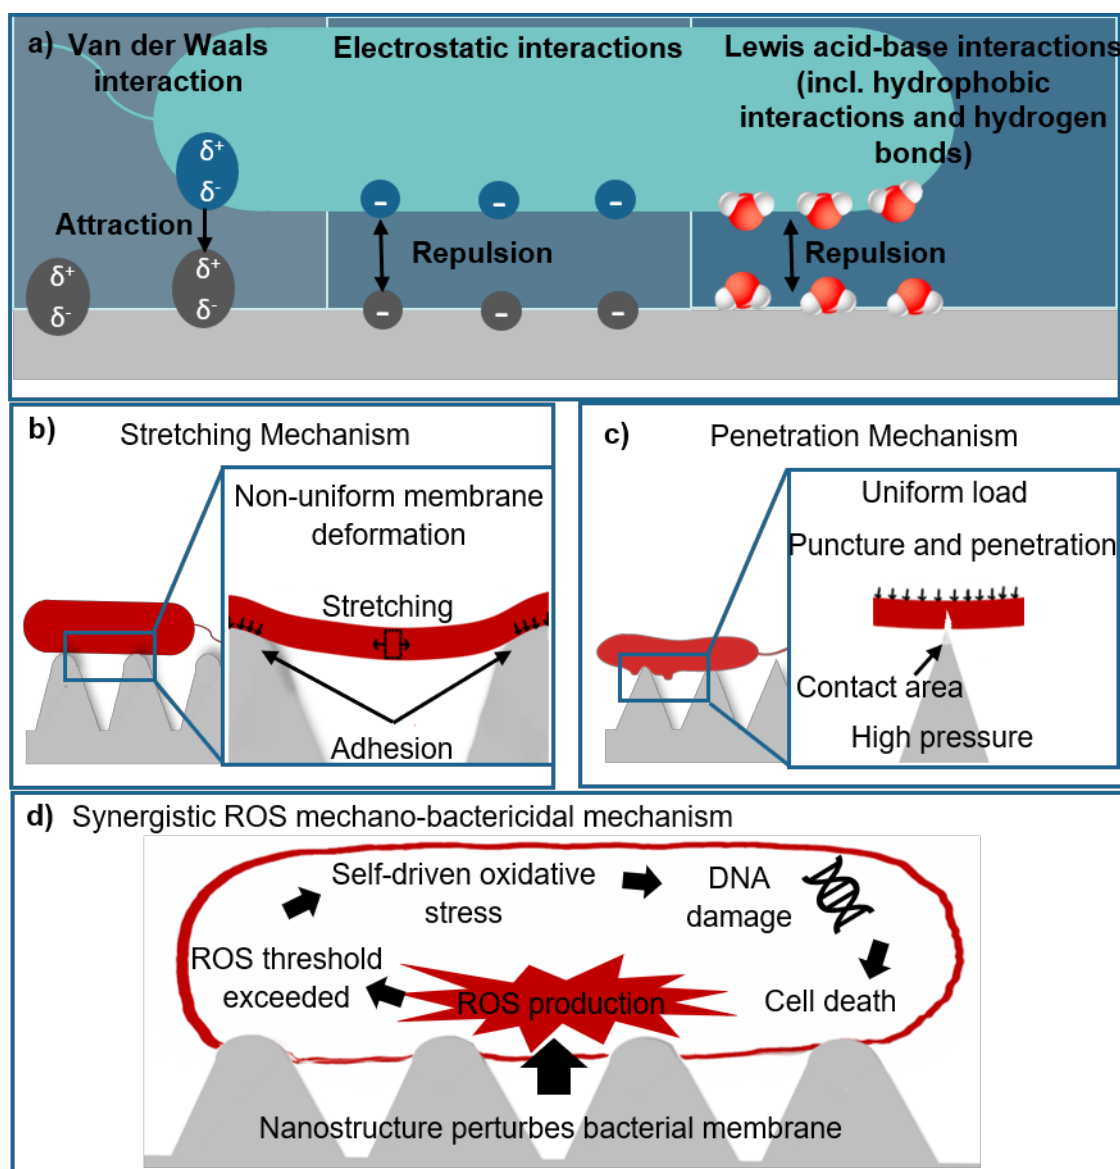 a) Van der Waals
interaction
Electrostatic interactions
Lewis acid-base interactions
(incl. hydrophobic
interactions and hydrogen
bonds)
δ+
δ-
Attraction
δ+
δ-
δ+
δ-
- - -
Repulsion
- - -
Repulsion
b)
Stretching Mechanism
Non-uniform membrane
deformation
Stretching
Adhesion
c)
Penetration Mechanism
Uniform load
Puncture and penetration
Contact area
High pressure
d) Synergistic ROS mechano-bactericidal mechanism
Self-driven oxidative
stress
DNA
damage
ROS threshold
exceeded
ROS production
Cell death
Nanostructure perturbes bacterial membrane